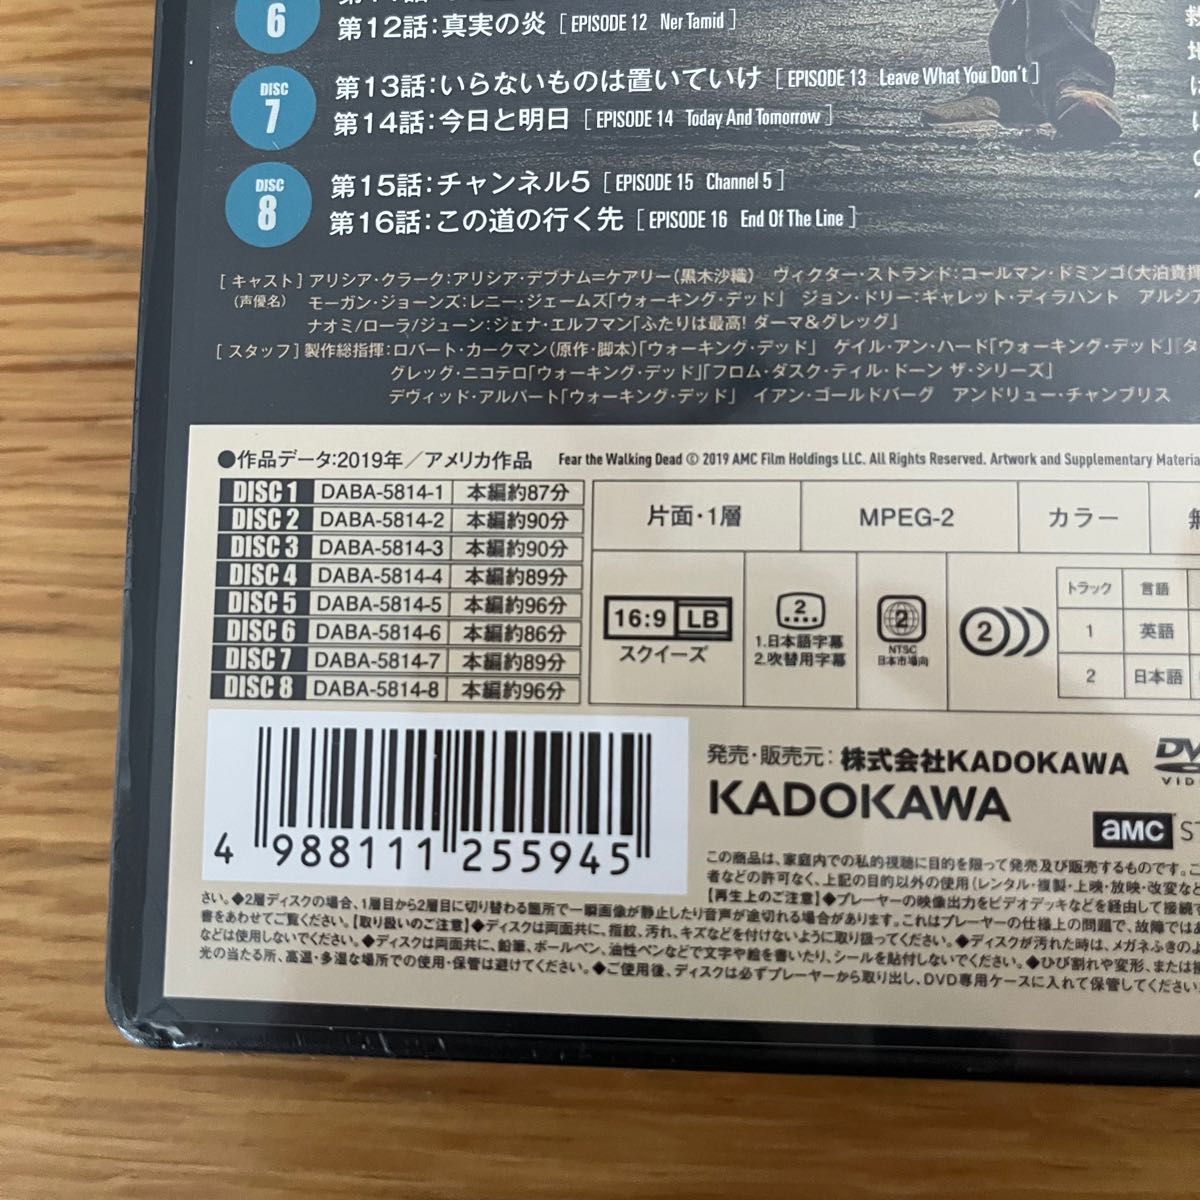 6
第12話：真実の炎 [ EPISODE 12 Ner Tamid ]
DISC 7
第13話：いらないものは置いていけ [ EPISODE 13 Leave What You Don't ]
第14話：今日と明日 [ EPISODE 14 Today And Tomorrow ]
DISC 8
第15話：チャンネル5 [ EPISODE 15 Channel 5 ]
第16話：この道の行く先 [ EPISODE 16 End Of The Line ]
[ キャスト ] アリシア・クラーク：アリシア・デブナム＝ケアリー（黒木沙織） ヴィクター・ストランド：コールマン・ドミンゴ（大泊貴揮
（声優名） モーガン・ジョーンズ：レニー・ジェームズ「ウォーキング・デッド」 ジョン・ドリー：ギャレット・ディラハント アルシ
ナオミ/ローラ/ジューン：ジェナ・エルフマン「ふたりは最高! ダーマ＆グレッグ」
[ スタッフ ] 製作総指揮：ロバート・カークマン（原作・脚本）「ウォーキング・デッド」 ゲイル・アン・ハード「ウォーキング・デッド」『タ
グレッグ・ニコテロ「ウォーキング・デッド」「フロム・ダスク・ティル・ドーン ザ・シリーズ」
デヴィッド・アルパート「ウォーキング・デッド」 イアン・ゴールドバーグ アンドリュー・チャンブリス
●作品データ：2019年／アメリカ作品 Fear the Walking Dead © 2019 AMC Film Holdings LLC. All Rights Reserved. Artwork and Supplementary Materia
DISC 1 DABA-5814-1 本編約87分
DISC 2 DABA-5814-2 本編約90分
DISC 3 DABA-5814-3 本編約90分
DISC 4 DABA-5814-4 本編約89分
DISC 5 DABA-5814-5 本編約96分
DISC 6 DABA-5814-6 本編約86分
DISC 7 DABA-5814-7 本編約89分
DISC 8 DABA-5814-8 本編約96分
片面・1層 MPEG-2 カラー
16:9 LB
スクイーズ
2
1.日本語字幕
2.吹替用字幕
2
NTSC
日本市場向
2
トラック 言語
1 英語
2 日本語
発売・販売元：株式会社KADOKAWA
KADOKAWA
DV
VID
aMC ST
4 988111 255945
この商品は、家庭内での私的視聴に目的を限って発売及び販売するものです。こ
者などの許可なく、上記の目的以外の使用（レンタル・複製・上映・放映・改変など
【再生上のご注意】◆プレーヤーの映像出力をビデオデッキなどを経由して接続で
さい。◆2層ディスクの場合、1層目から2層目に切り替わる箇所で一瞬画像が静止したり音声が途切れる場合があります。これはプレーヤーの仕様上の問題で、故障ではあ
書をあわせてご覧ください。【取り扱いのご注意】◆ディスクは両面共に、指紋、汚れ、キズなどを付けないように取り扱ってください。◆ディスクが汚れた時は、メガネふきのよ
などは使用しないでください。◆ディスクは両面共に、鉛筆、ボールペン、油性ペンなどで文字や絵を書いたり、シールを貼付しないでください。◆ひび割れや変形、または接
光の当たる所、高温・多湿な場所での使用・保管は避けてください。◆ご使用後、ディスクは必ずプレーヤーから取り出し、DVD専用ケースに入れて保管してください